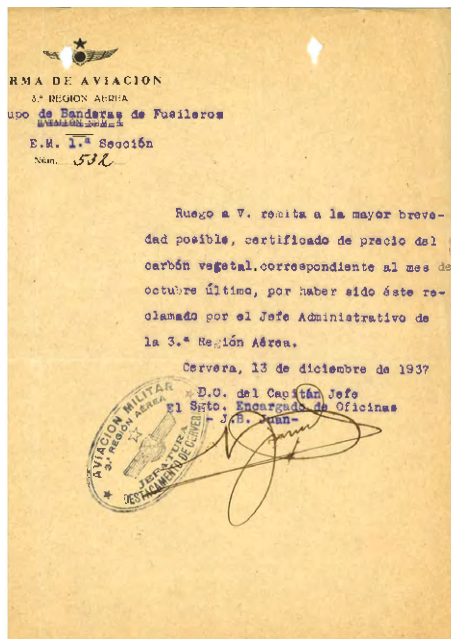 RMA DE AVIACION
3.ª REGION AEREA
upo de Banderas de Fusileros
E.M. 1.ª Sección
Núm. 532
Ruego a V. remita a la mayor breve-
dad posible, certificado de precio del
carbón vegetal.correspondiente al mes de
octubre último, por haber sido éste re-
clamado por el Jefe Administrativo de
la 3.ª Región Aérea.
Cervera, 13 de diciembre de 1937
D.O. del Capitán Jefe
El Sgto. Encargado de Oficinas
-J.B. Juan-
AVIACION MILITAR
3.ª REGION AEREA
JEFATURA
DESTACAMENTO DE CERVERA